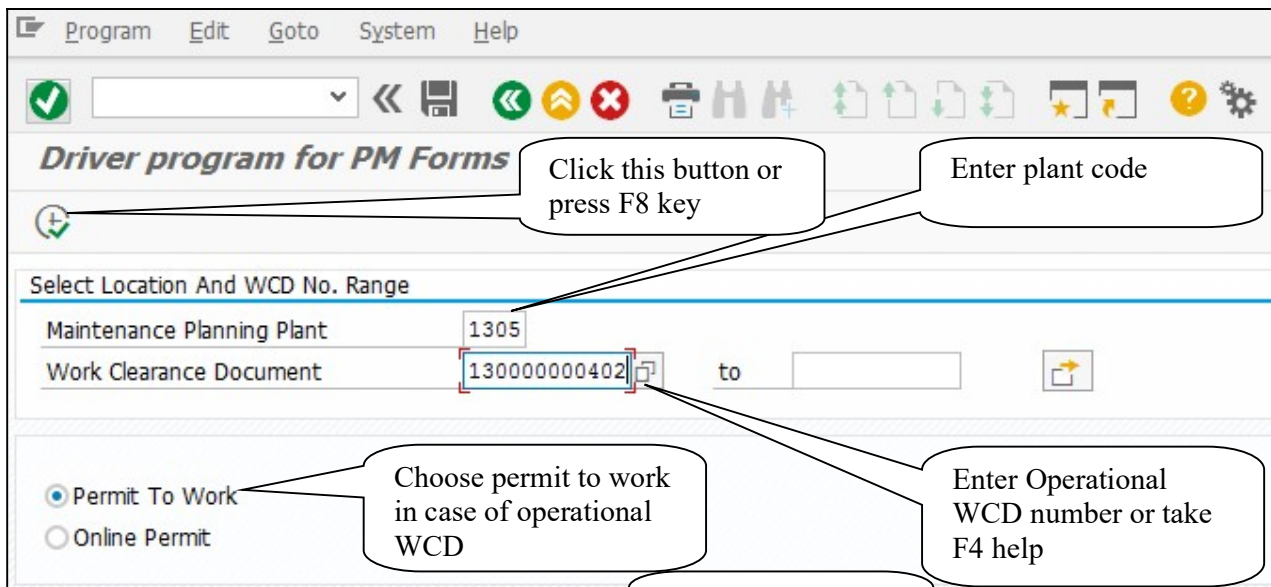 Program Edit Goto System Help
Driver program for PM Forms
Click this button or
press F8 key
Enter plant code
Select Location And WCD No. Range
Maintenance Planning Plant 1305
Work Clearance Document 130000000402 to
Permit To Work
Online Permit
Choose permit to work
in case of operational
WCD
Enter Operational
WCD number or take
F4 help